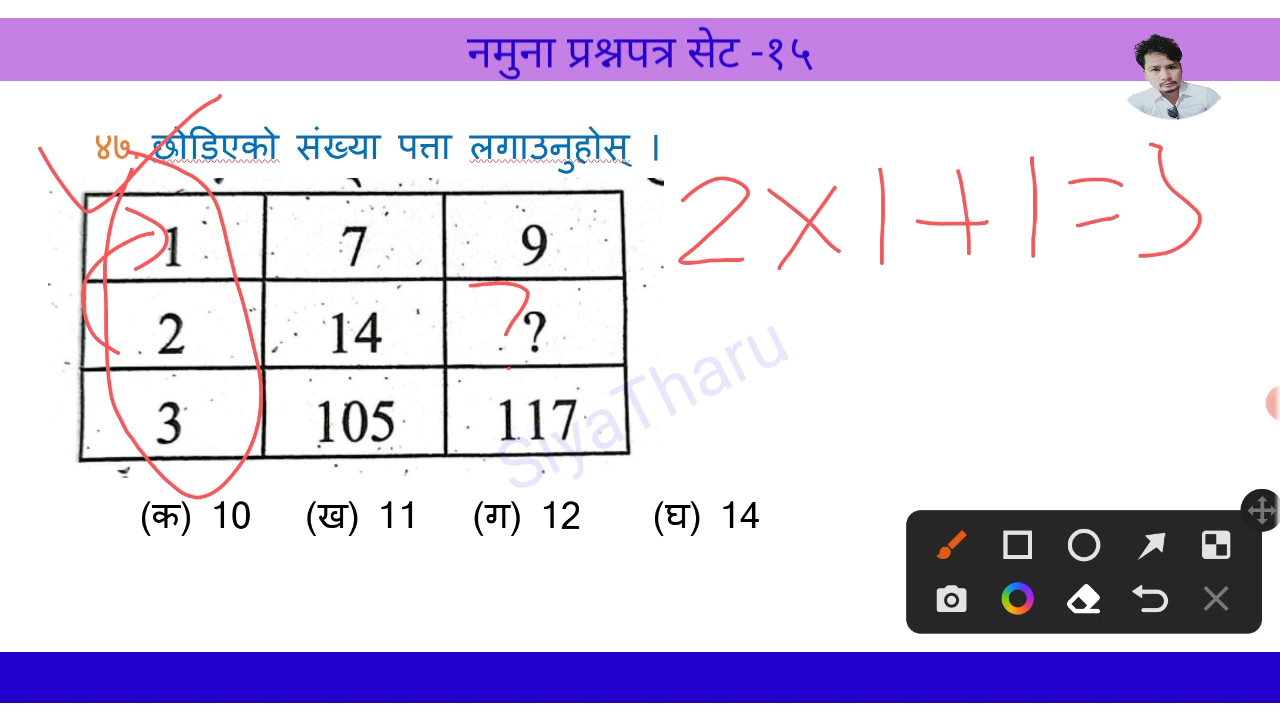 नमुना प्रश्नपत्र सेट -१५
४७. छोडिएको संख्या पत्ता लगाउनुहोस् ।
2 x 1 + 1 = 3
1 7 9
2 14 ?
3 105 117
SiyaTharu
(क) 10 (ख) 11 (ग) 12 (घ) 14